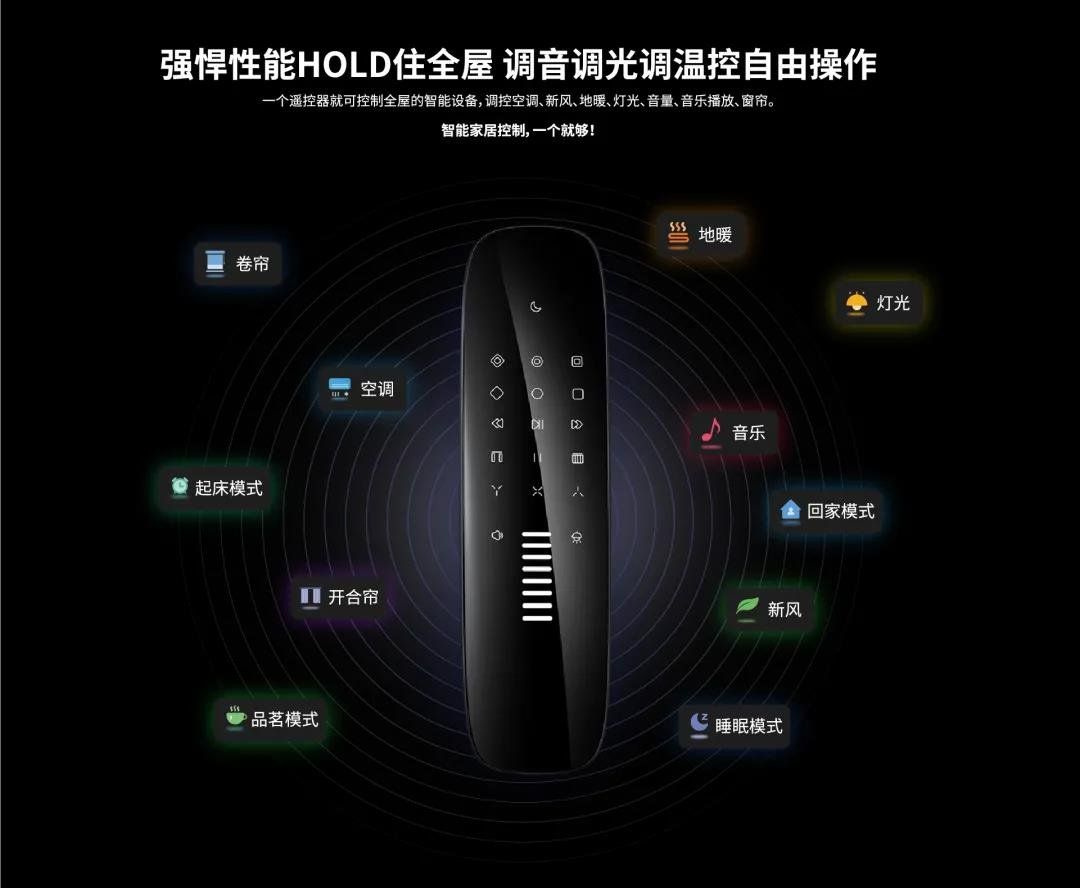 强悍性能HOLD住全屋 调音调光调温控自由操作
一个遥控器就可控制全屋的智能设备,调控空调、新风、地暖、灯光、音量、音乐播放、窗帘。
智能家居控制,一个就够!
地暖
卷帘
灯光
空调
音乐
起床模式
回家模式
开合帘
新风
品茗模式
睡眠模式